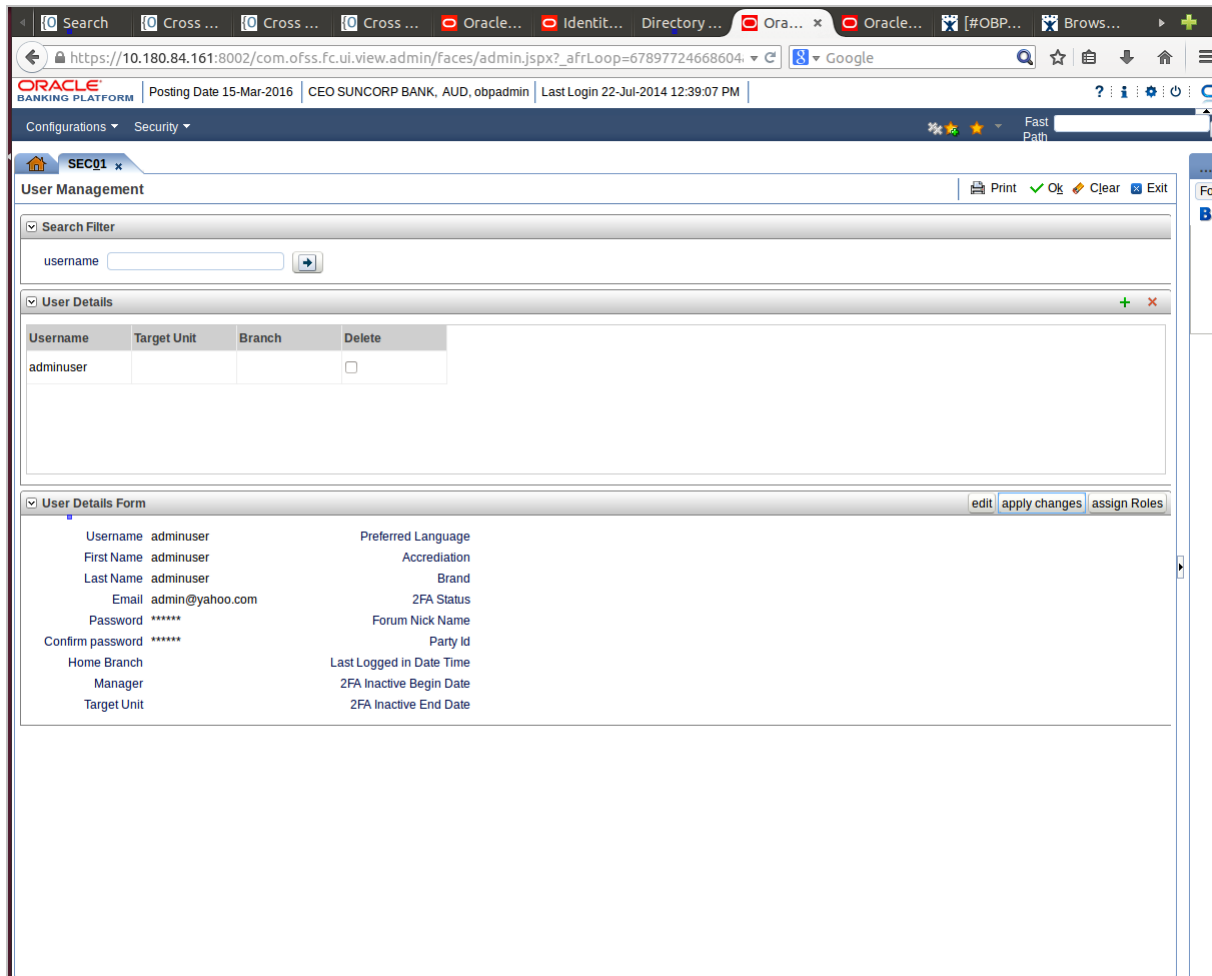 {O Search {O Cross ... {O Cross ... {O Cross ... Oracle... Identit... Directory ... Ora... × Oracle... [#OBP... Brows...
https://10.180.84.161:8002/com.ofss.fc.ui.view.admin/faces/admin.jspx?_afrLoop=67897724668604. 8 Google
ORACLE
BANKING PLATFORM Posting Date 15-Mar-2016 CEO SUNCORP BANK, AUD, obpadmin Last Login 22-Jul-2014 12:39:07 PM ? i
Configurations Security Fast Path
SEC01 x
User Management Print Ok Clear Exit Fo
B
Search Filter
username
User Details
Username Target Unit Branch Delete
adminuser
User Details Form edit apply changes assign Roles
Username adminuser Preferred Language
First Name adminuser Accrediation
Last Name adminuser Brand
Email admin@yahoo.com 2FA Status
Password ****** Forum Nick Name
Confirm password ****** Party Id
Home Branch Last Logged in Date Time
Manager 2FA Inactive Begin Date
Target Unit 2FA Inactive End Date